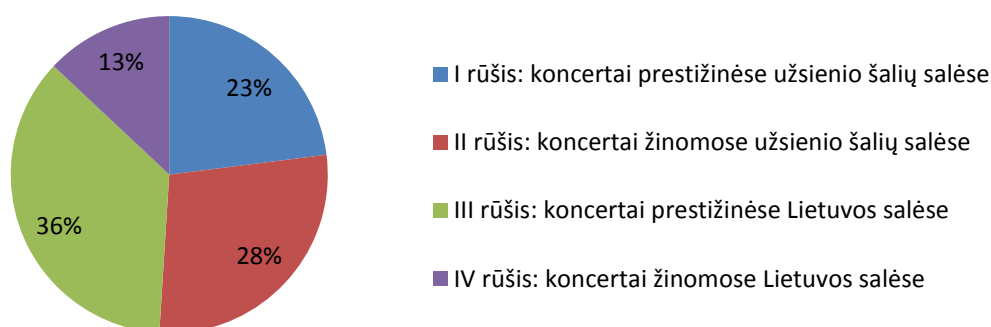 13%
23%
36%
28%
I rūšis: koncertai prestižinėse užsienio šalių salėse
II rūšis: koncertai žinomose užsienio šalių salėse
III rūšis: koncertai prestižinėse Lietuvos salėse
IV rūšis: koncertai žinomose Lietuvos salėse